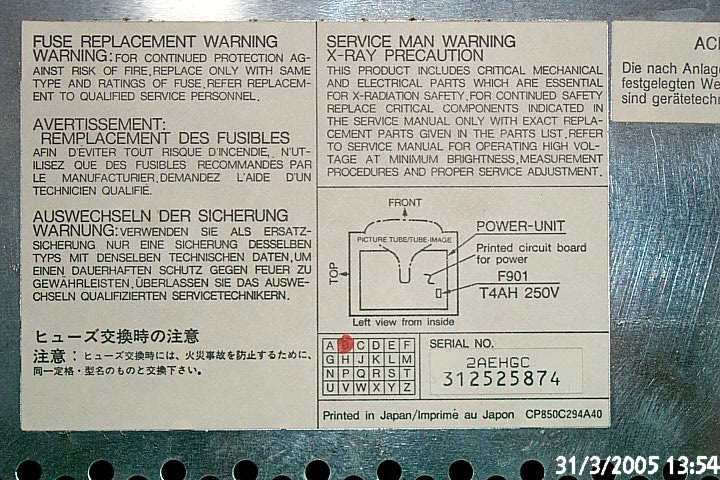 FUSE REPLACEMENT WARNING
WARNING:FOR CONTINUED PROTECTION AG-
AINST RISK OF FIRE,REPLACE ONLY WITH SAME
TYPE AND RATINGS OF FUSE,REFER REPLACEM-
ENT TO QUALIFIED SERVICE PERSONNEL.
AVERTISSEMENT:
REMPLACEMENT DES FUSIBLES
AFIN D'ÉVITER TOUT RISQUE D'INCENDIE, N'UT-
ILISEZ QUE DES FUSIBLES RECOMMANDÉS PAR
LE MANUFACTURIER,DEMANDEZ L'AIDE D'UN
TECHNICIEN QUALIFIÉ.
AUSWECHSELN DER SICHERUNG
WARNUNG:VERWENDEN SIE ALS ERSATZ-
SICHERUNG NUR EINE SICHERUNG DESSELBEN
TYPS MIT DENSELBEN TECHNISCHEN DATEN,UM
EINEN DAUERHAFTEN SCHUTZ GEGEN FEUER ZU
GEWÄHRLEISTEN,ÜBERLASSEN SIE DAS AUSWE-
CHSELN QUALIFIZIERTEN SERVICETECHNIKERN.
ヒューズ交換時の注意
注意：ヒューズ交換時には、火災事故を防止するために、
同一定格・型名のものと交換下さい。
SERVICE MAN WARNING
X-RAY PRECAUTION
THIS PRODUCT INCLUDES CRITICAL MECHANICAL
AND ELECTRICAL PARTS WHICH ARE ESSENTIAL
FOR X-RADIATION SAFETY,FOR CONTINUED SAFETY
REPLACE CRITICAL COMPONENTS INDICATED IN
THE SERVICE MANUAL ONLY WITH EXACT REPLA-
CEMENT PARTS GIVEN IN THE PARTS LIST,REFER
TO SERVICE MANUAL FOR OPERATING HIGH VOL-
TAGE AT MINIMUM BRIGHTNESS,MEASUREMENT
PROCEDURES AND PROPER SERVICE ADJUSTMENT.
FRONT
TOP
PICTURE TUBE/TUBE-IMAGE
POWER-UNIT
Printed circuit board
for power
F901
T4AH 250V
Left view from inside
A B C D E F
G H J K L M
N P Q R S T
U V W X Y Z
SERIAL NO.
2AEHGC
312525874
Printed in Japan/Imprimé au Japon CP850C294A40
Die nach Anlage
festgelegten We
sind gerätetechn
31/3/2005 13:54